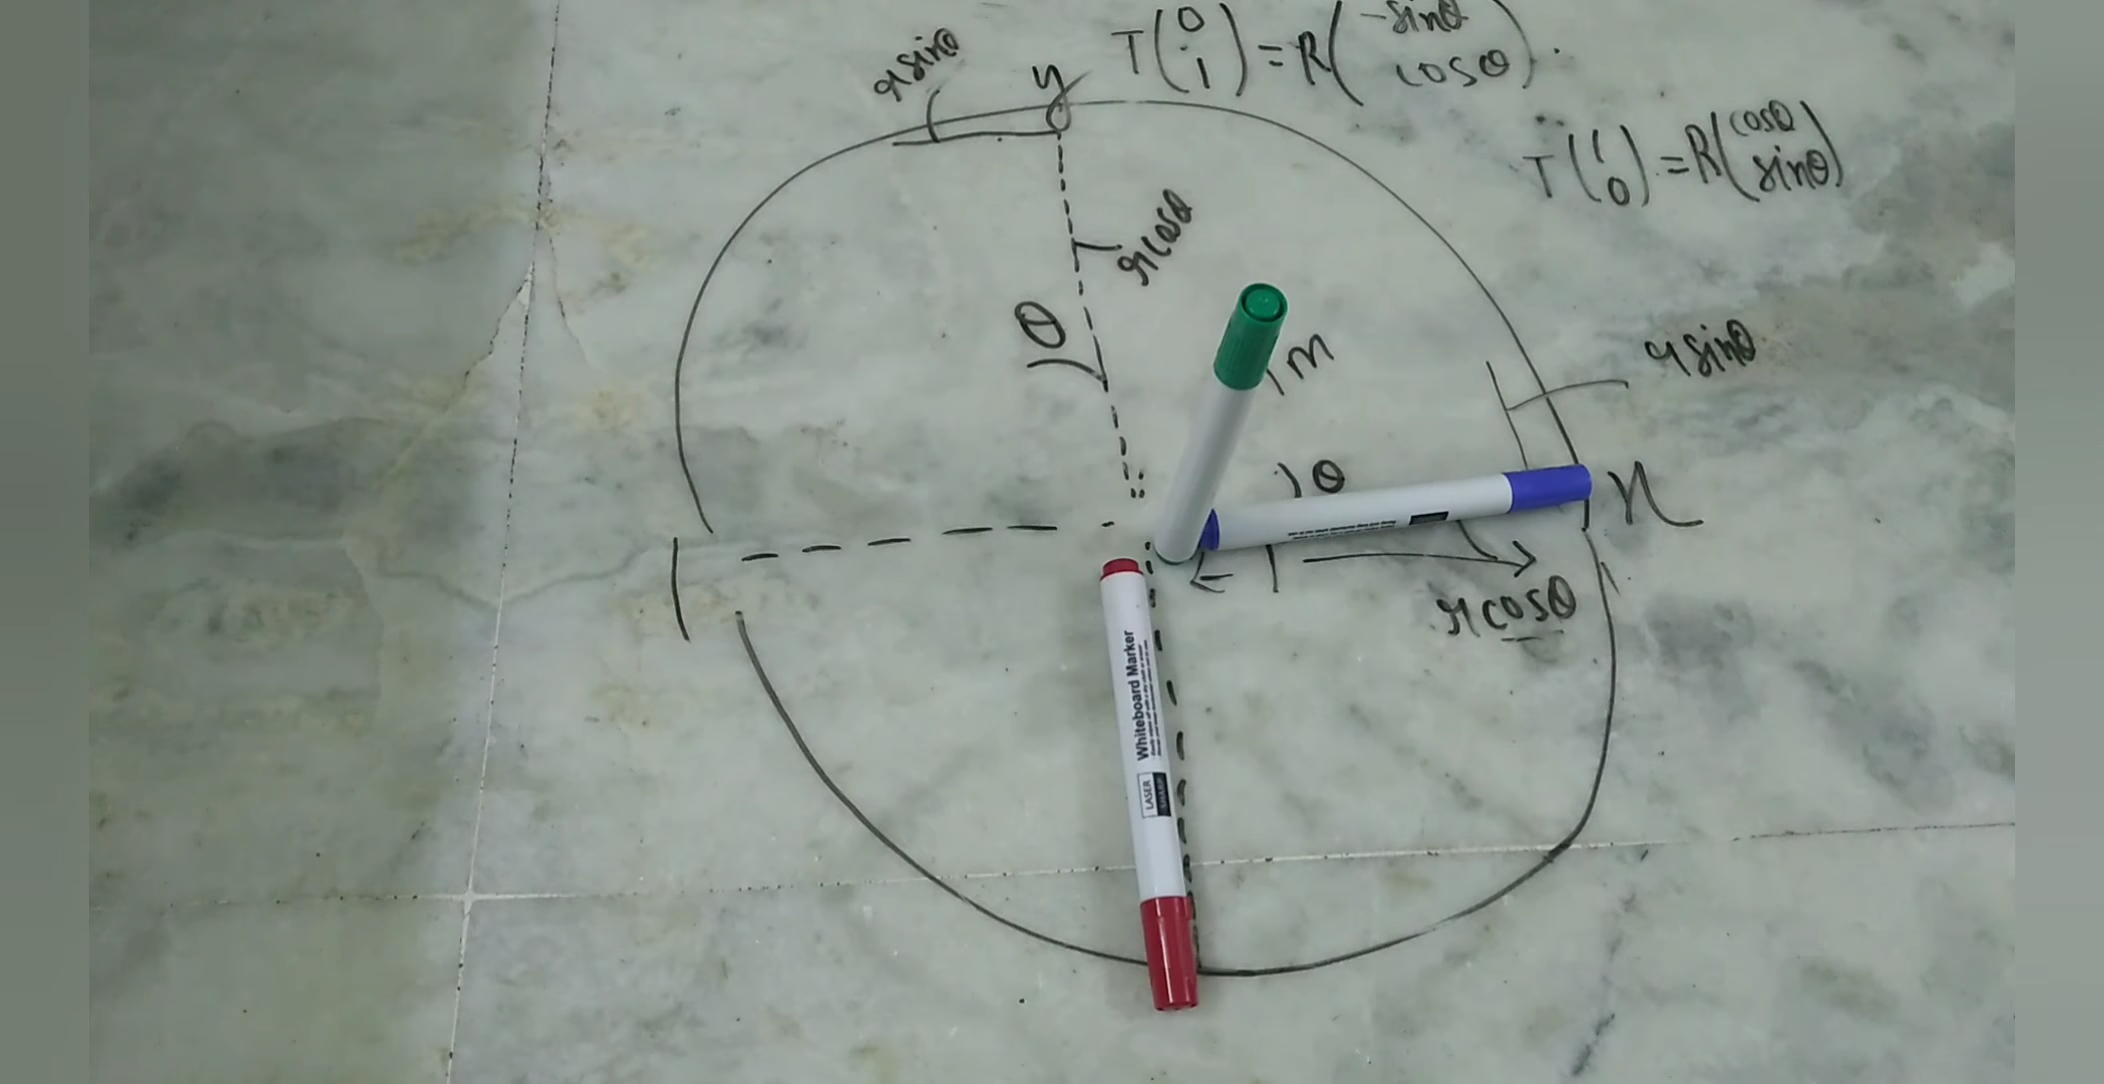 r sinθ
y
T(0 1) = R(-sinθ cosθ).
T(1 0) = R(cosθ sinθ)
r cosθ
θ
m
r sinθ
θ
x
r cosθ
Whiteboard Marker
LASER